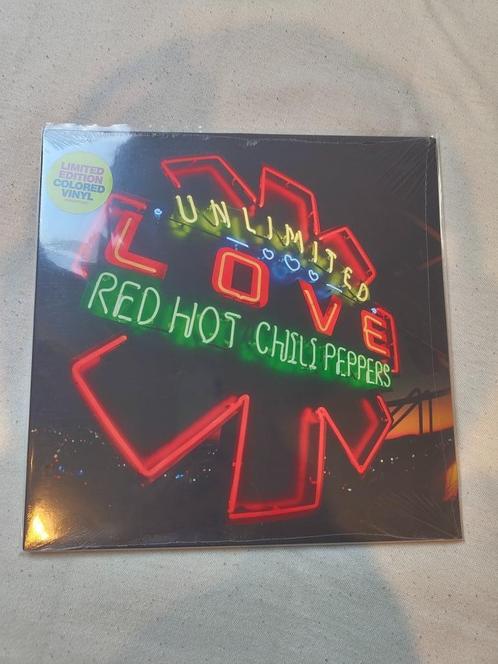 LIMITED
EDITION
COLORED
VINYL
UNLIMITED
LOVE
RED HOT CHILI PEPPERS